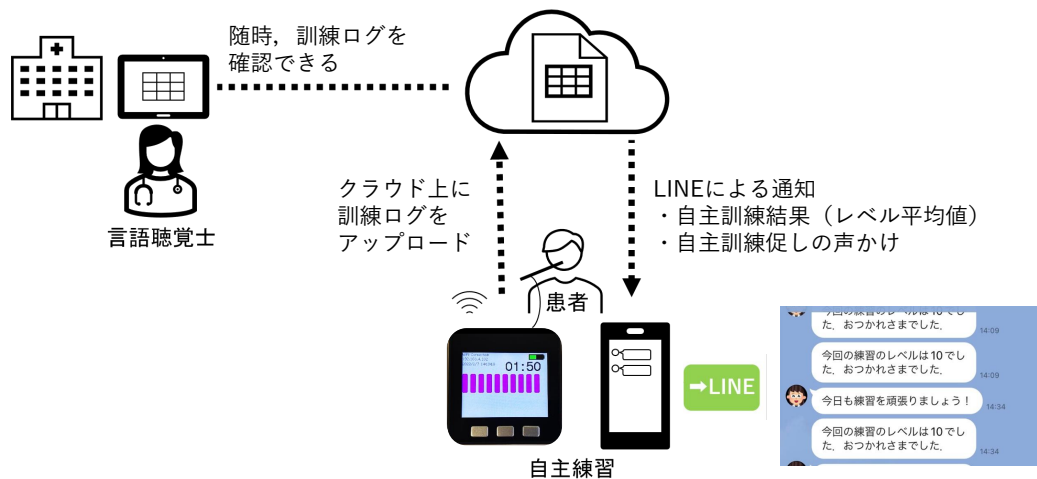 随時，訓練ログを
確認できる
言語聴覚士
クラウド上に
訓練ログを
アップロード
LINEによる通知
・自主訓練結果（レベル平均値）
・自主訓練促しの声かけ
患者
01:50
自主練習
➡LINE
今回の練習のレベルは10でし
た．おつかれさまでした．
14:09
今回の練習のレベルは10でし
た．おつかれさまでした．
14:09
今日も練習を頑張りましょう！
14:34
今回の練習のレベルは10でし
た．おつかれさまでした．
14:34